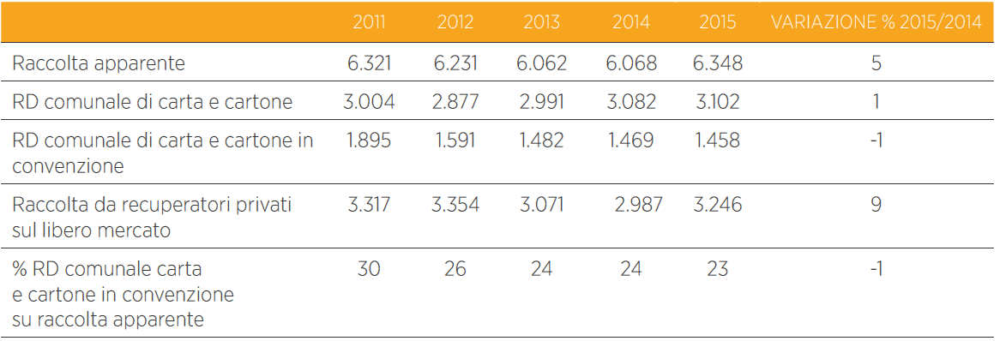 2011 2012 2013 2014 2015 VARIAZIONE % 2015/2014
Raccolta apparente 6.321 6.231 6.062 6.068 6.348 5
RD comunale di carta e cartone 3.004 2.877 2.991 3.082 3.102 1
RD comunale di carta e cartone in 1.895 1.591 1.482 1.469 1.458 -1
convenzione
Raccolta da recuperatori privati 3.317 3.354 3.071 2.987 3.246 9
sul libero mercato
% RD comunale carta 30 26 24 24 23 -1
e cartone in convenzione
su raccolta apparente